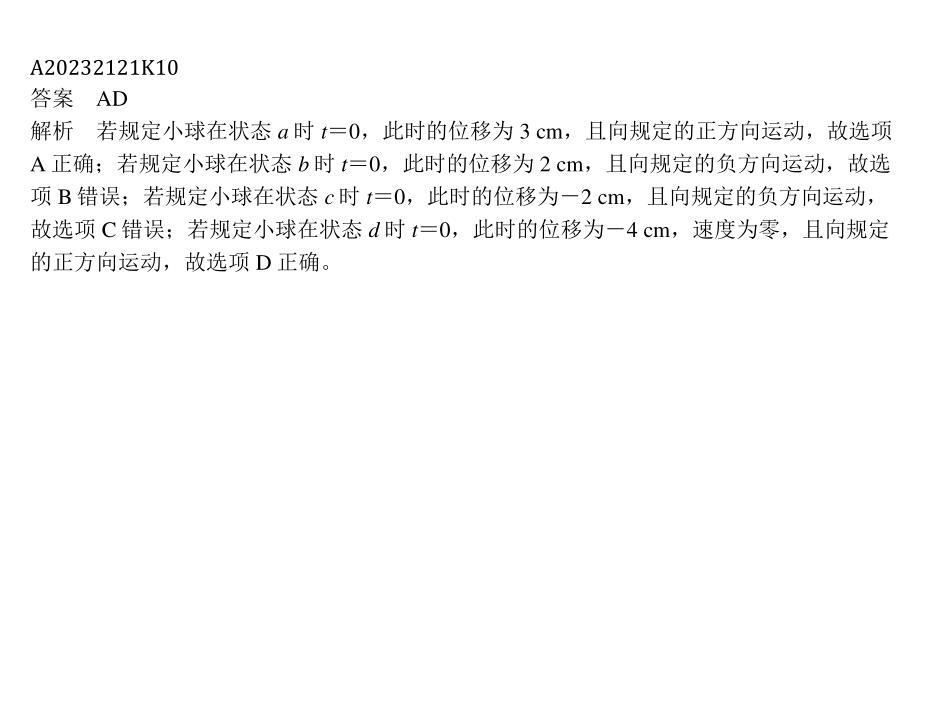 A20232121K10
答案　AD
解析　若规定小球在状态 a 时 t＝0，此时的位移为 3 cm，且向规定的正方向运动，故选项
A 正确；若规定小球在状态 b 时 t＝0，此时的位移为 2 cm，且向规定的负方向运动，故选
项 B 错误；若规定小球在状态 c 时 t＝0，此时的位移为－2 cm，且向规定的负方向运动，
故选项 C 错误；若规定小球在状态 d 时 t＝0，此时的位移为－4 cm，速度为零，且向规定
的正方向运动，故选项 D 正确。